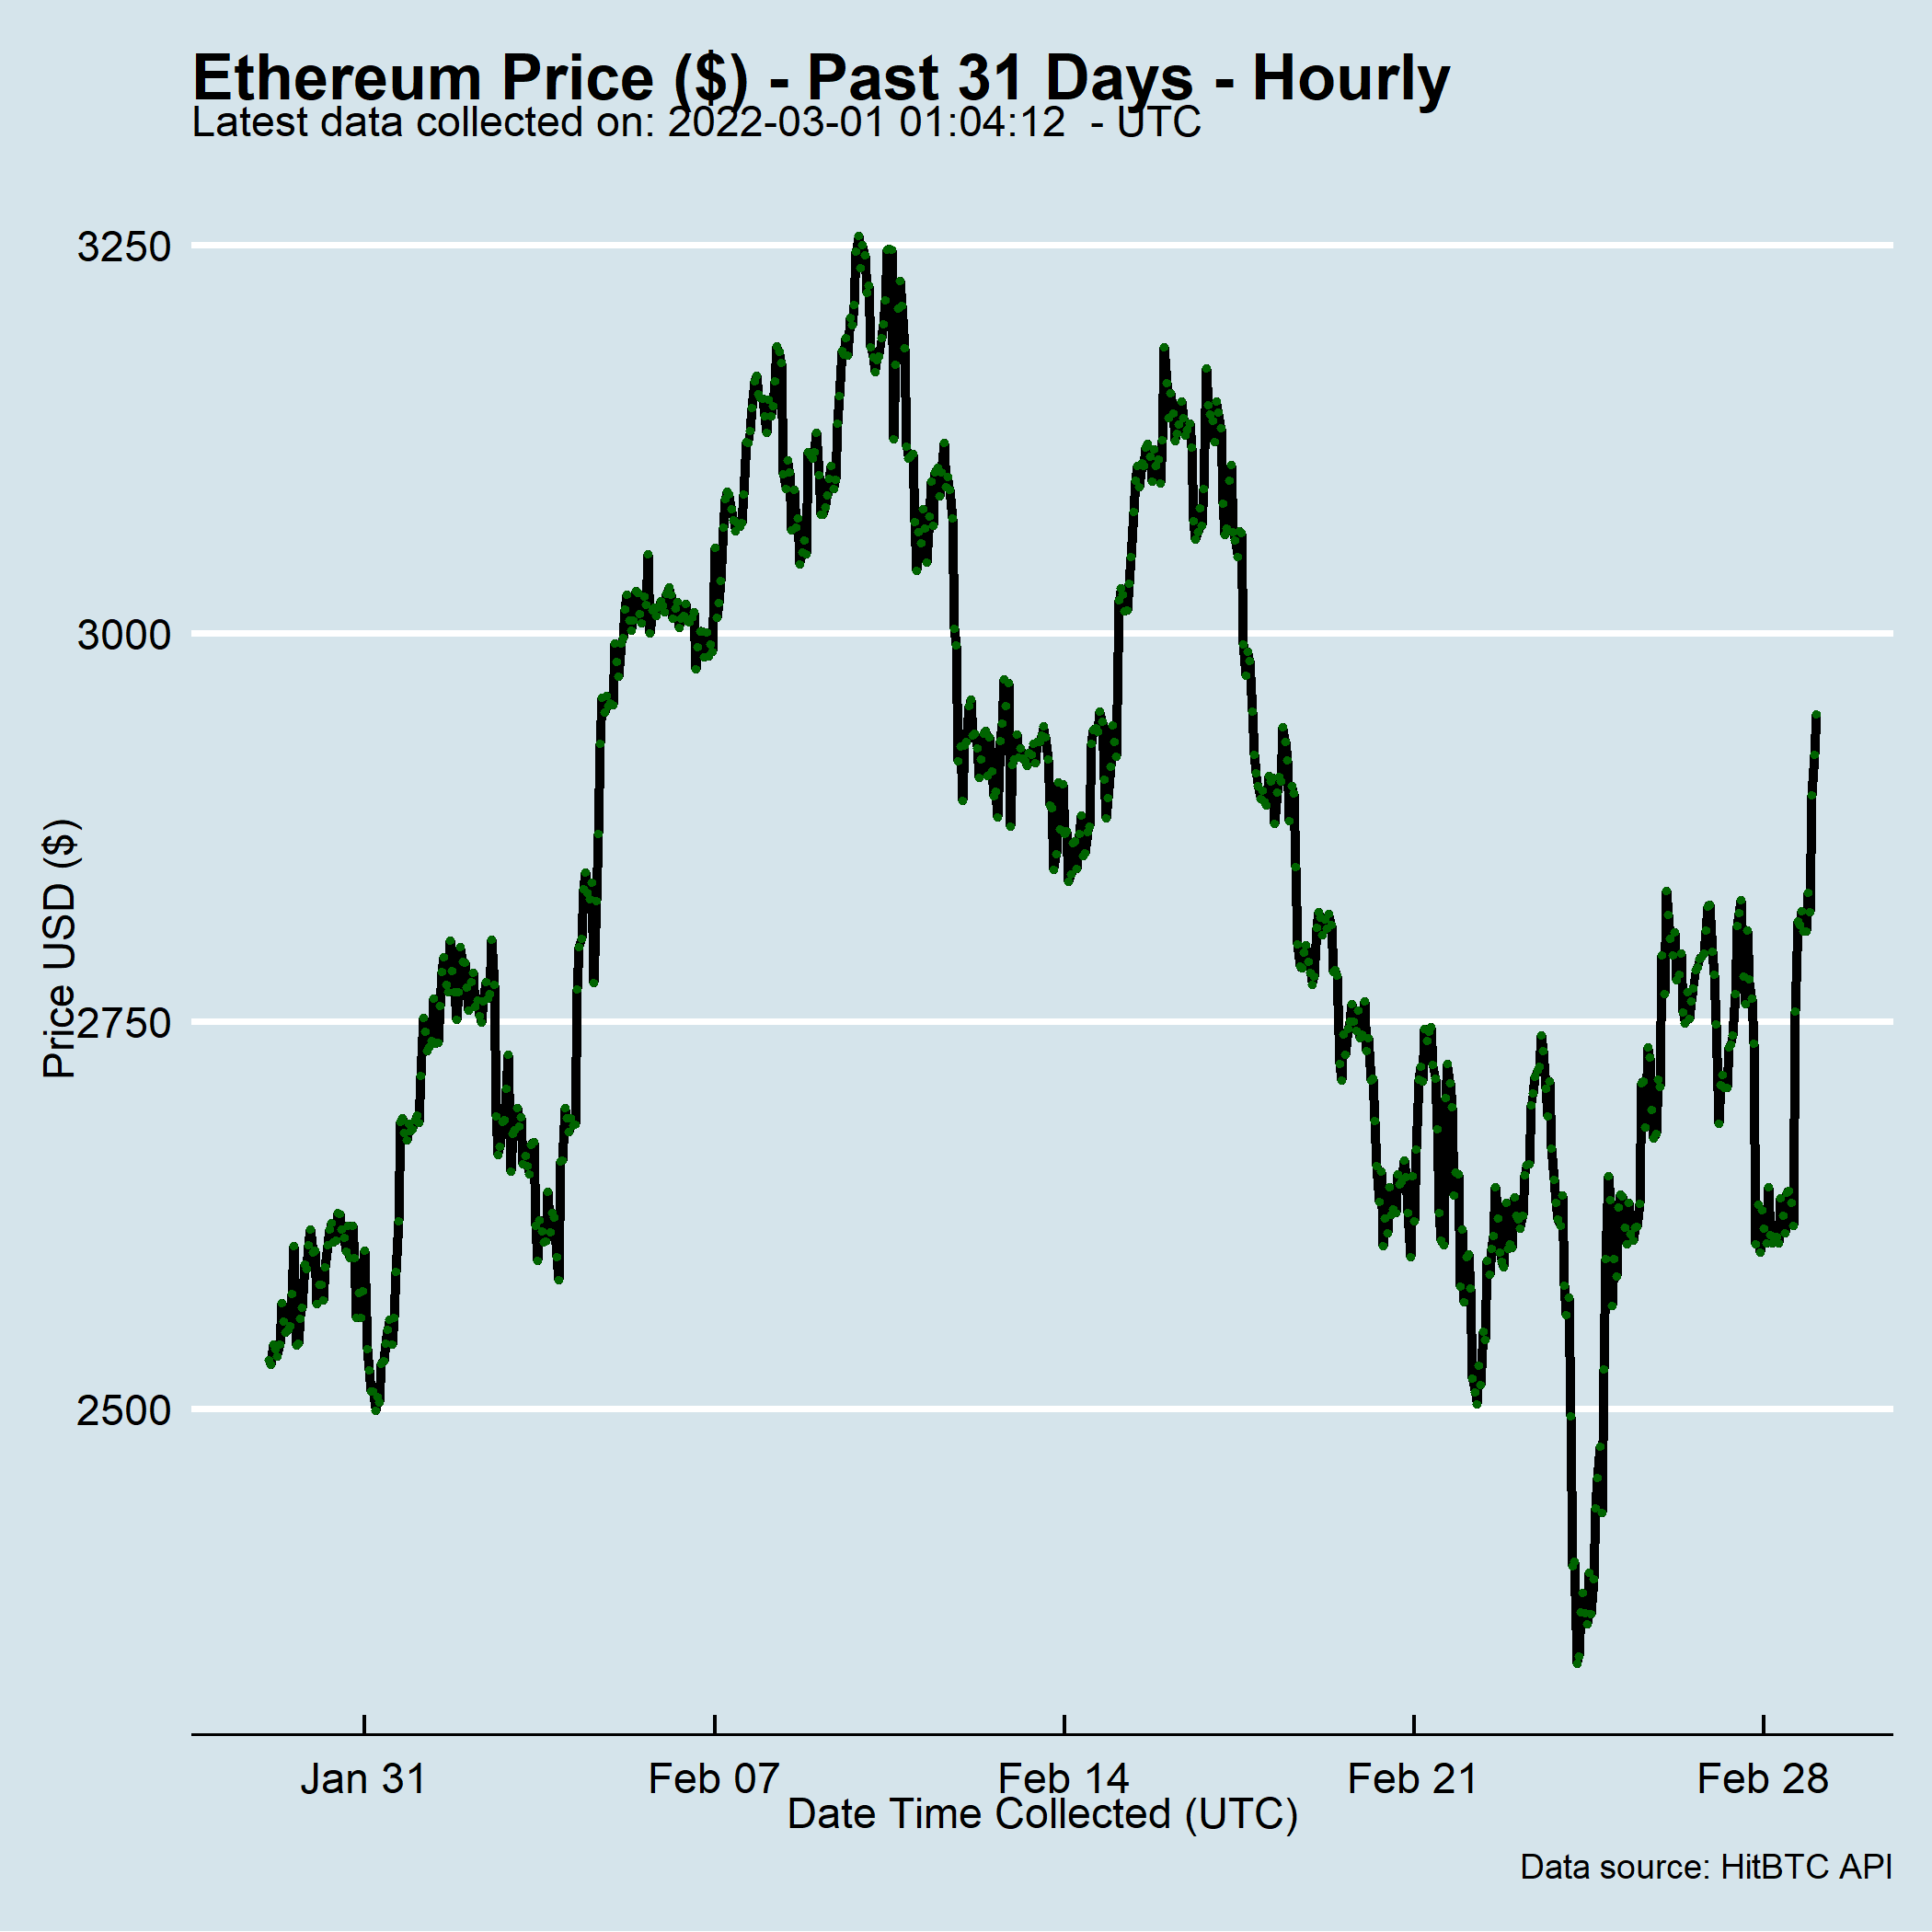 Ethereum Price ($) - Past 31 Days - Hourly
Latest data collected on: 2022-03-01 01:04:12  - UTC
3250
3000
2750
2500
Price USD ($)
Jan 31
Feb 07
Feb 14
Feb 21
Feb 28
Date Time Collected (UTC)
Data source: HitBTC API